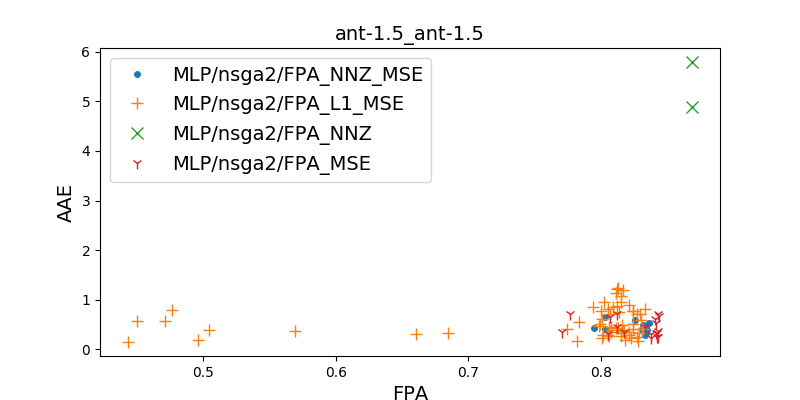 ant-1.5_ant-1.5
MLP/nsga2/FPA_NNZ_MSE
MLP/nsga2/FPA_L1_MSE
MLP/nsga2/FPA_NNZ
MLP/nsga2/FPA_MSE
AAE
6
5
4
3
2
1
0
0.5 0.6 0.7 0.8
FPA